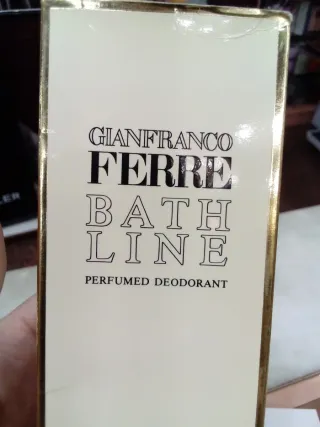 GIANFRANCO
FERRE
BATH
LINE
PERFUMED DEODORANT